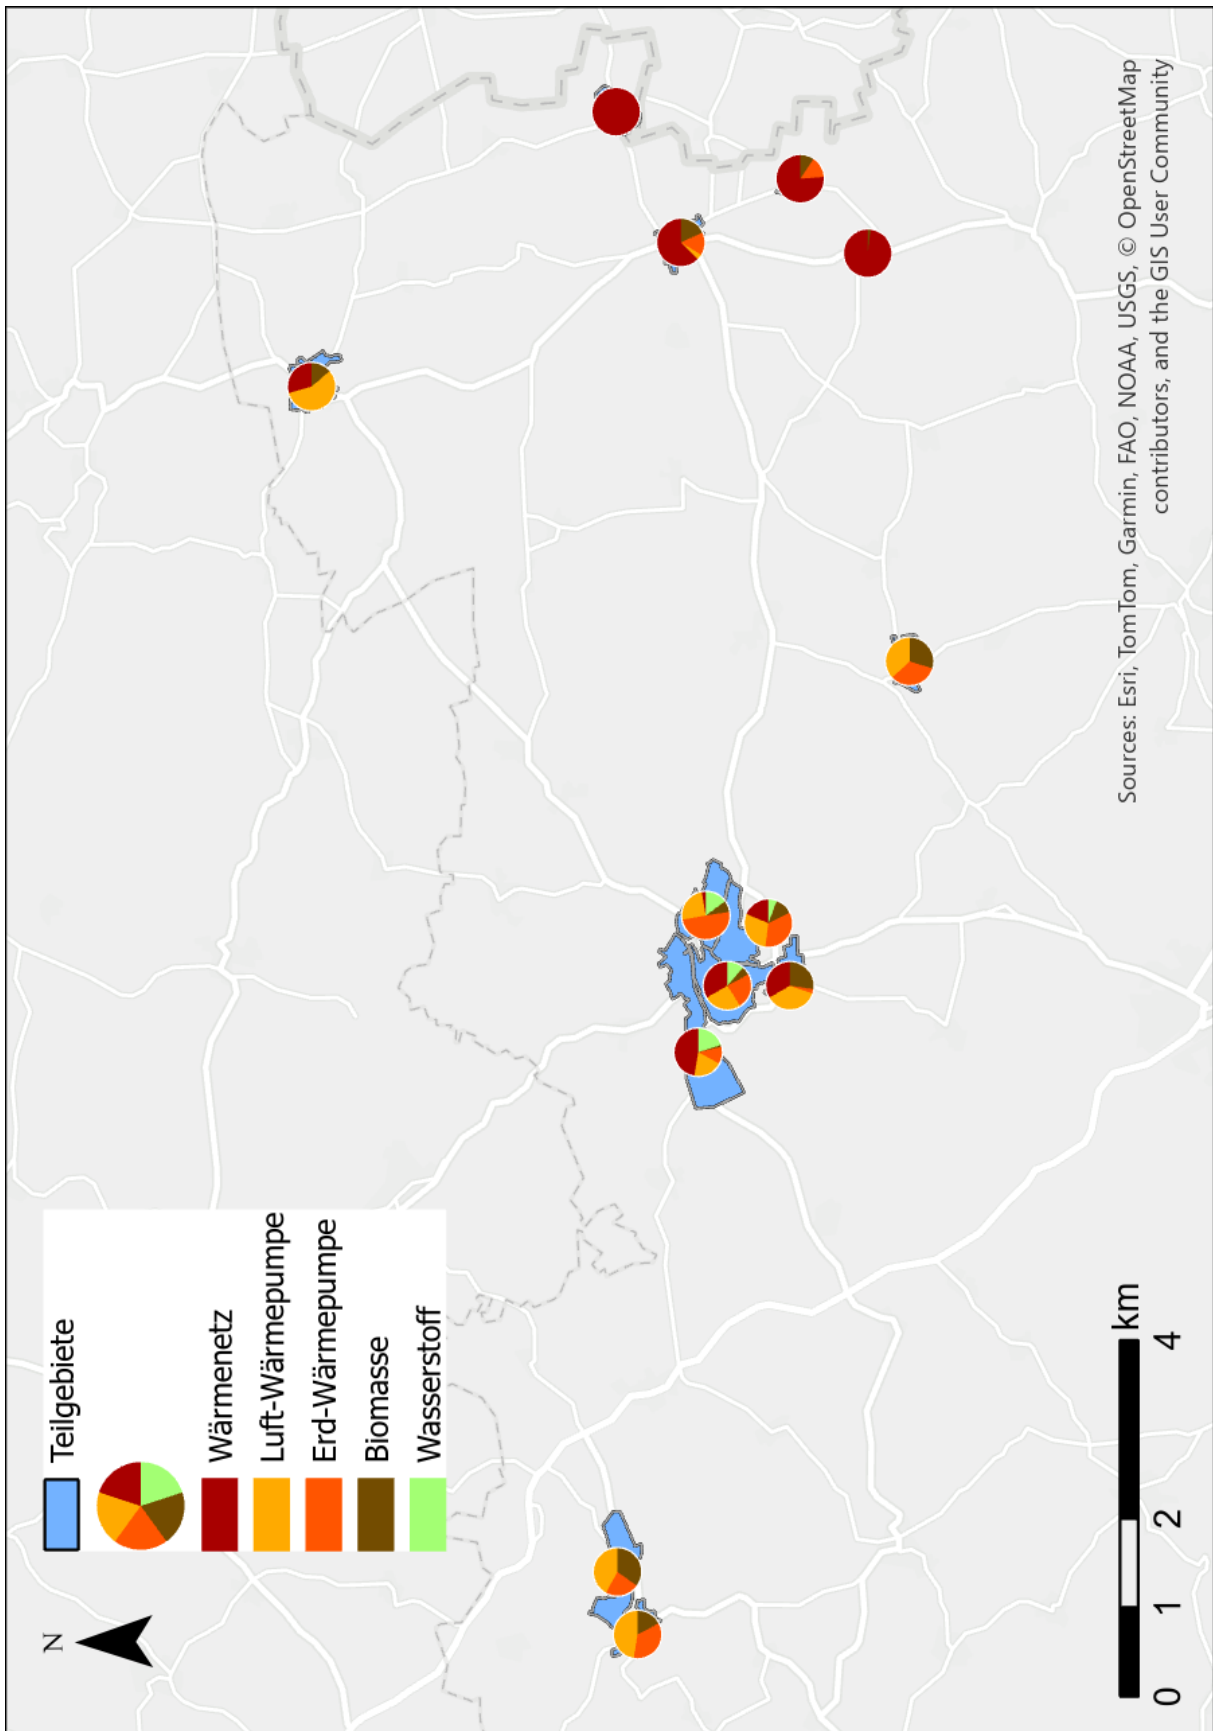 N
Teilgebiete
Wärmenetz
Luft-Wärmepumpe
Erd-Wärmepumpe
Biomasse
Wasserstoff
0 1 2 4
km
Sources: Esri, TomTom, Garmin, FAO, NOAA, USGS, © OpenStreetMap
contributors, and the GIS User Community